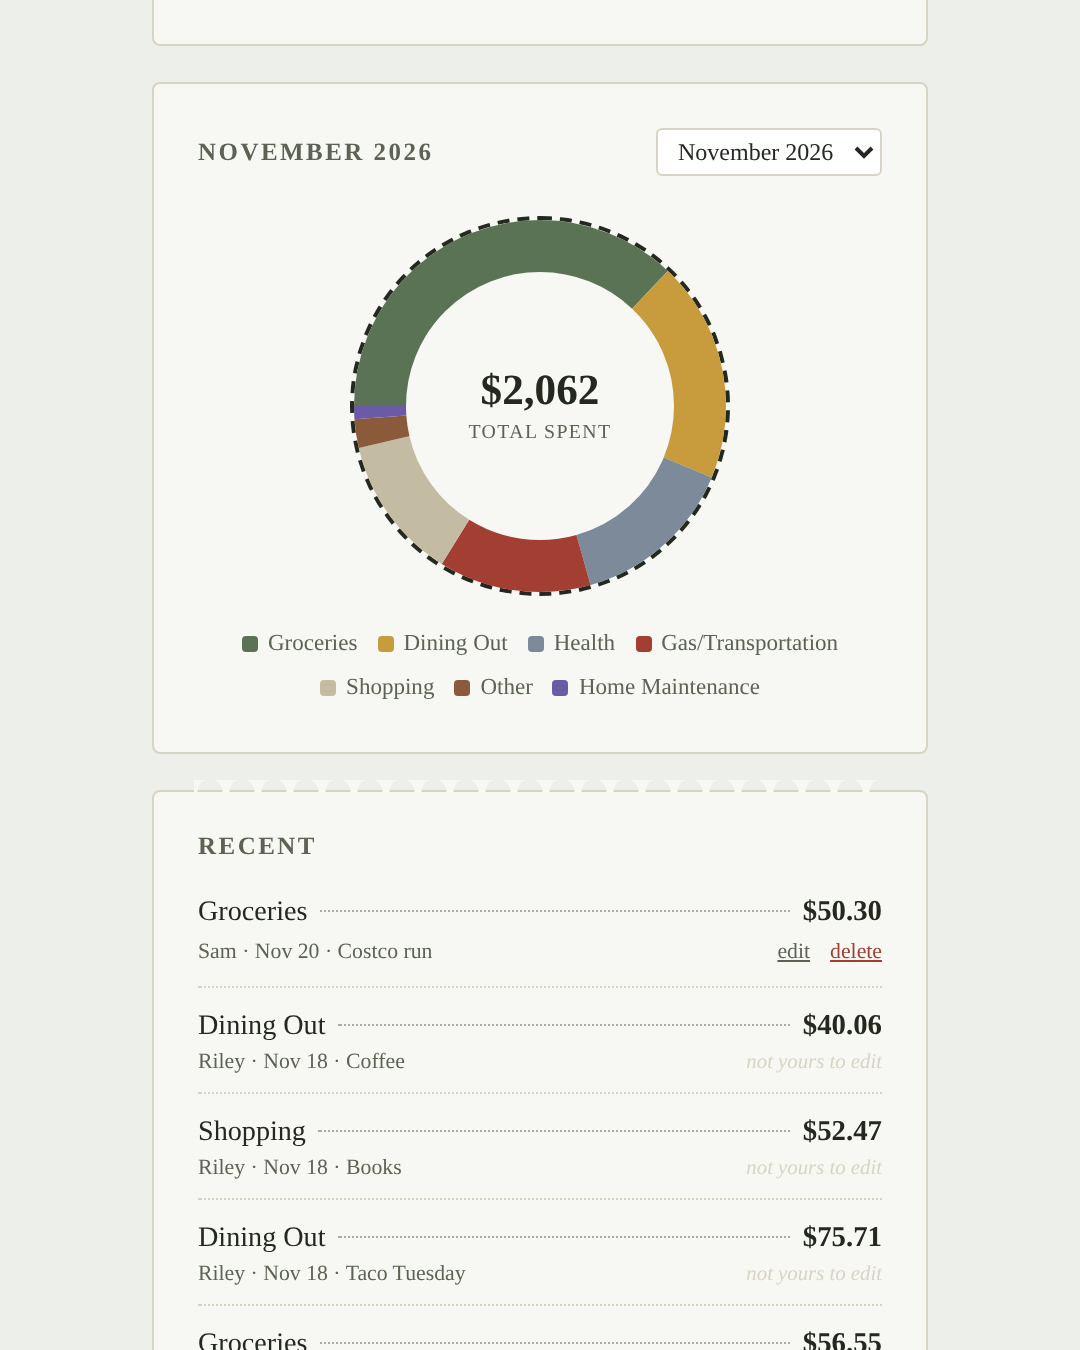 NOVEMBER 2026 November 2026
$2,062
TOTAL SPENT
Groceries Dining Out Health Gas/Transportation
Shopping Other Home Maintenance
RECENT
Groceries $50.30
Sam · Nov 20 · Costco run edit delete
Dining Out $40.06
Riley · Nov 18 · Coffee not yours to edit
Shopping $52.47
Riley · Nov 18 · Books not yours to edit
Dining Out $75.71
Riley · Nov 18 · Taco Tuesday not yours to edit
Groceries $56.55